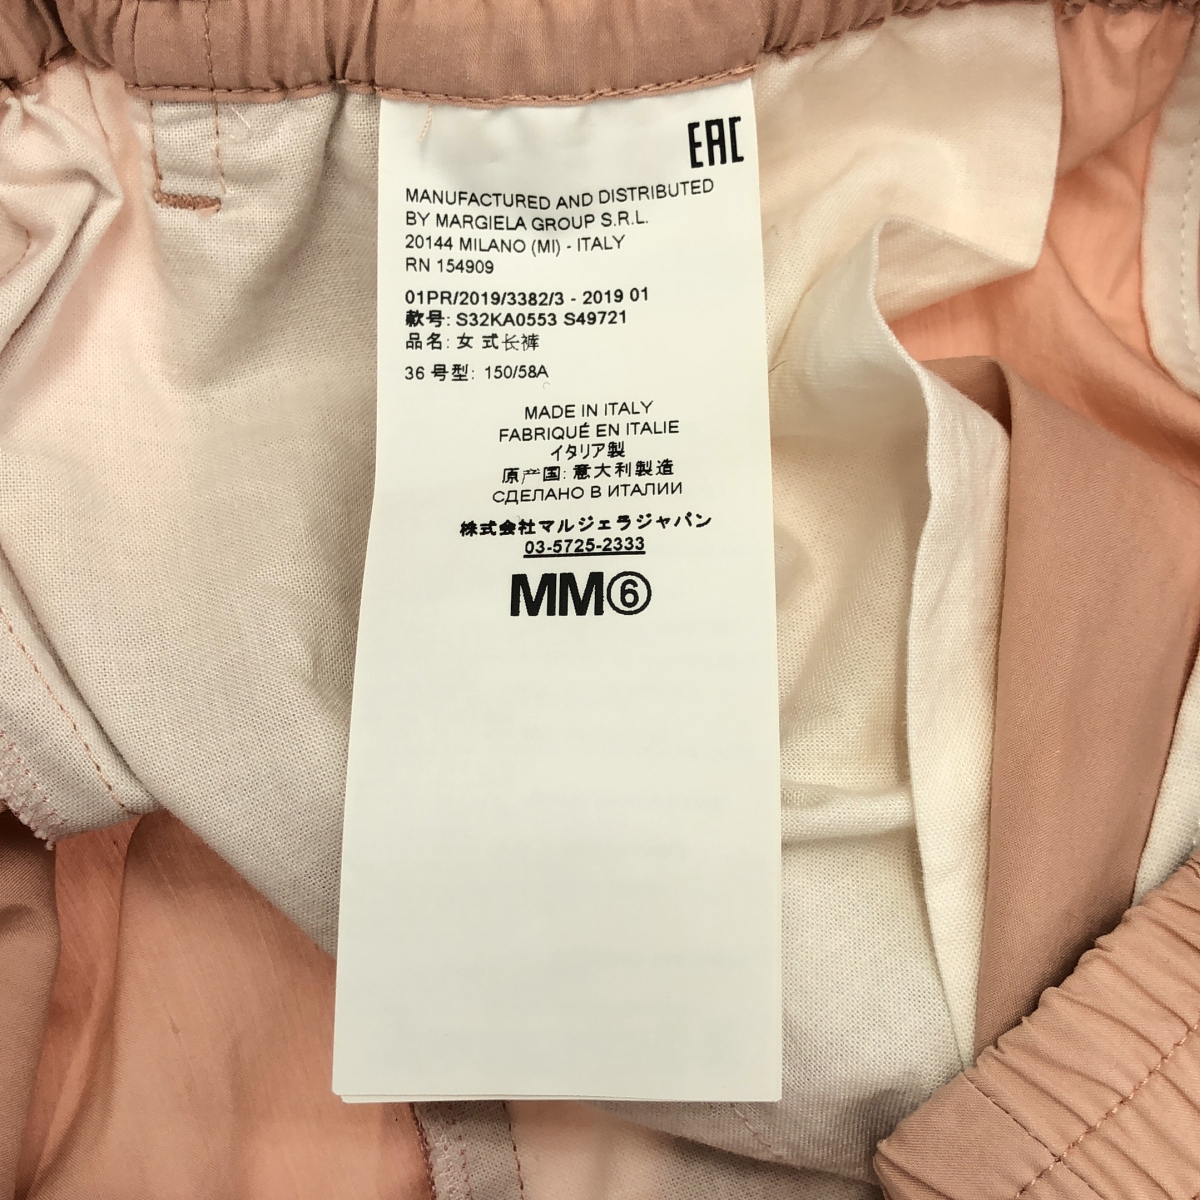 EAC
MANUFACTURED AND DISTRIBUTED
BY MARGIELA GROUP S.R.L.
20144 MILANO (MI) - ITALY
RN 154909
01PR/2019/3382/3 - 2019 01
款号: S32KA0553 S49721
品名: 女 式长裤
36 号型: 150/58A
MADE IN ITALY
FABRIQUÉ EN ITALIE
イタリア製
原产国: 意大利製造
СДЕЛАНО В ИТАЛИИ
株式会社マルジェラジャパン
03-5725-2333
MM⑥